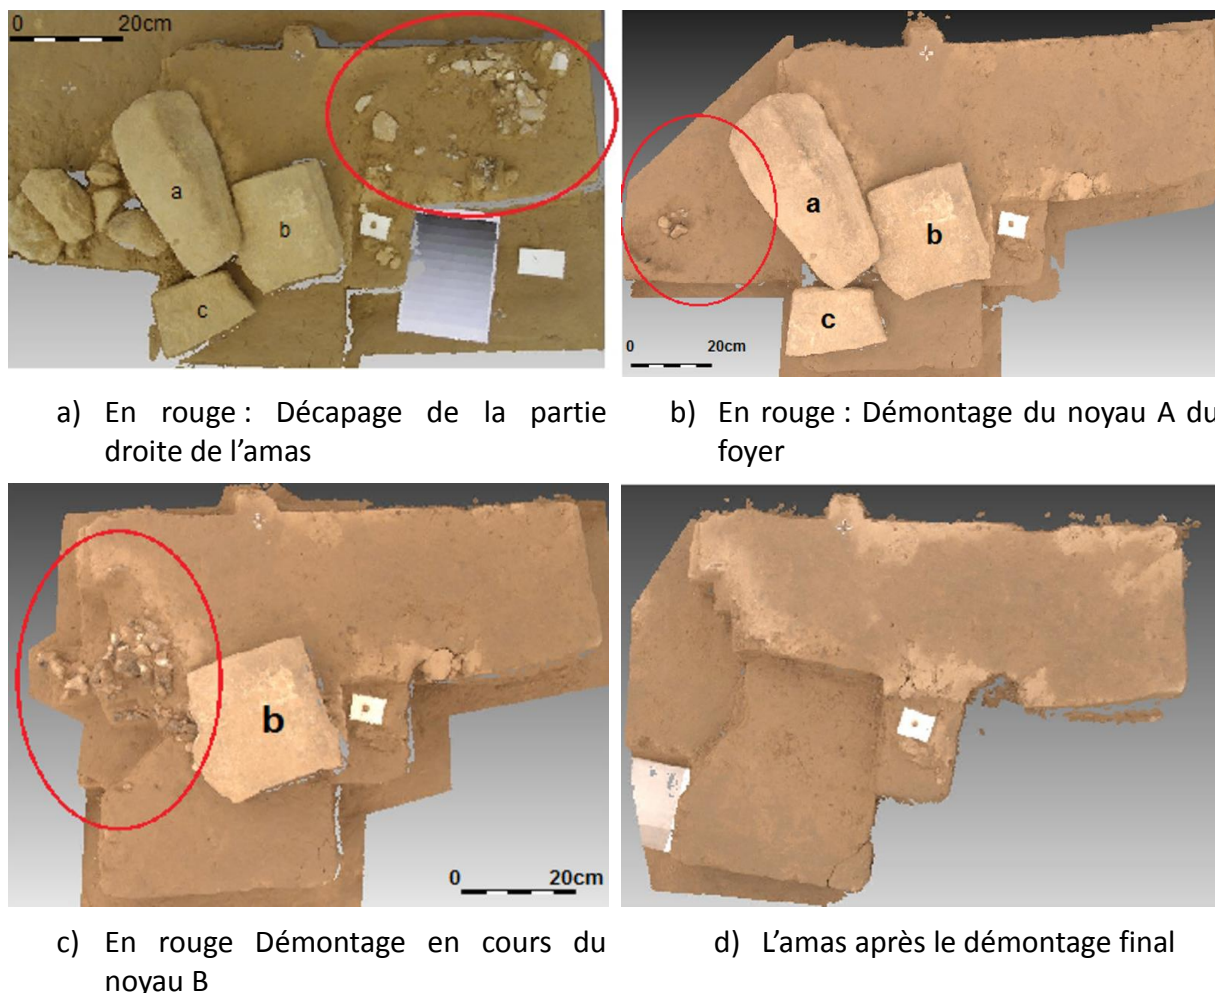 0 20cm
a
b
c
a) En rouge : Décapage de la partie
droite de l’amas
0 20cm
a
b
c
b) En rouge : Démontage du noyau A du
foyer
b
0 20cm
c) En rouge Démontage en cours du
noyau B
d) L’amas après le démontage final